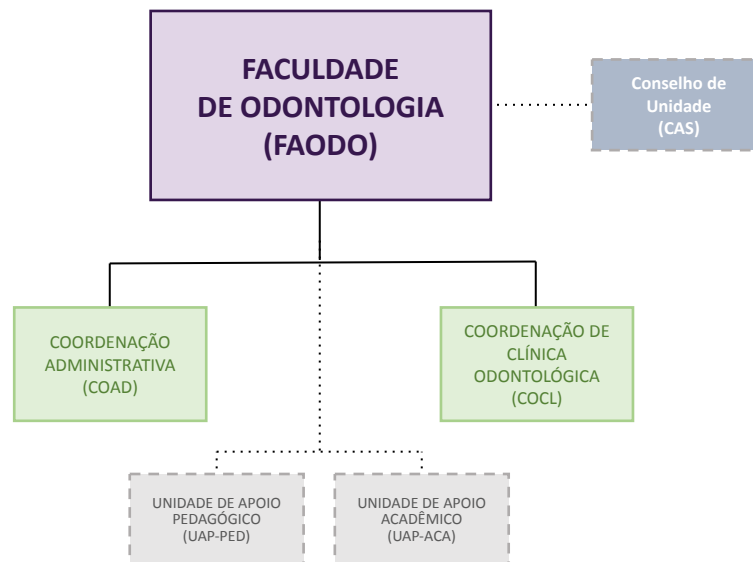 FACULDADE
DE ODONTOLOGIA
(FAODO)
Conselho de
Unidade
(CAS)
COORDENAÇÃO
ADMINISTRATIVA
(COAD)
COORDENAÇÃO DE
CLÍNICA
ODONTOLÓGICA
(COCL)
UNIDADE DE APOIO
PEDAGÓGICO
(UAP-PED)
UNIDADE DE APOIO
ACADÊMICO
(UAP-ACA)